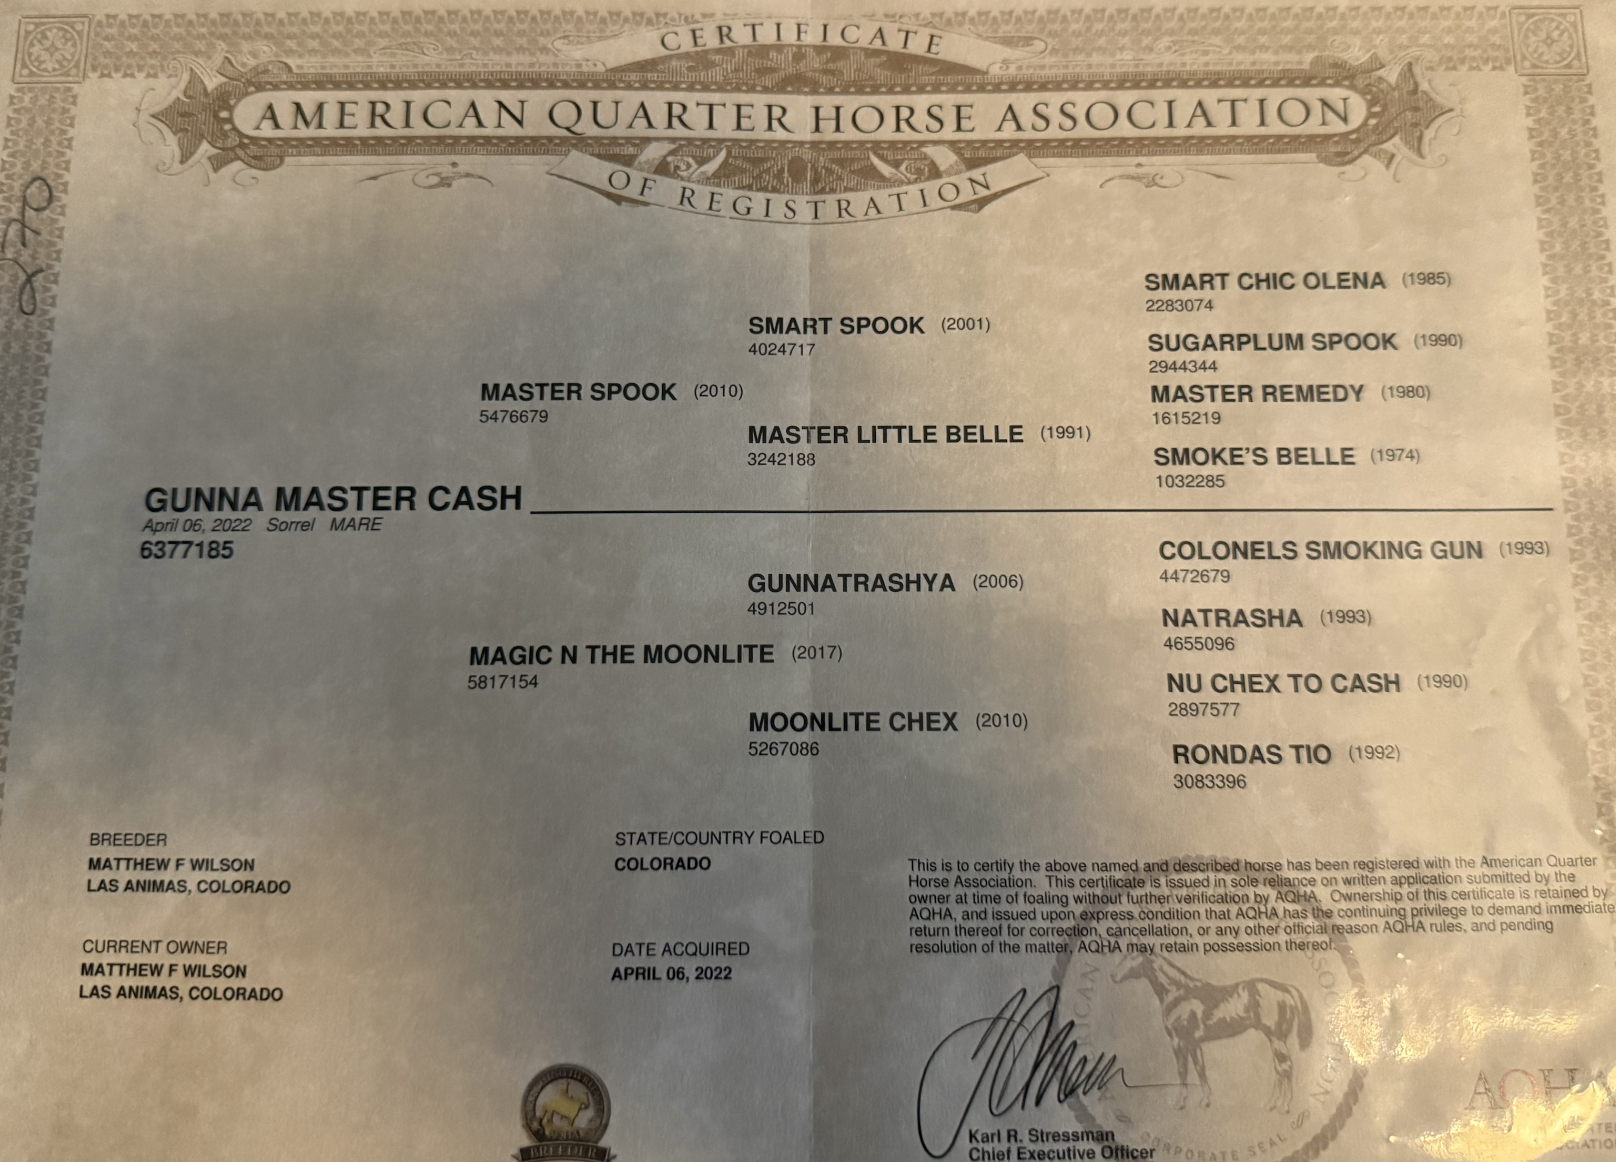 CERTIFICATE
AMERICAN QUARTER HORSE ASSOCIATION
OF REGISTRATION
270
SMART CHIC OLENA (1985)
2283074
SMART SPOOK (2001)
4024717
SUGARPLUM SPOOK (1990)
2944344
MASTER SPOOK (2010)
5476679
MASTER REMEDY (1980)
1615219
MASTER LITTLE BELLE (1991)
3242188
SMOKE'S BELLE (1974)
1032285
GUNNA MASTER CASH
April 06, 2022 Sorrel MARE
6377185
COLONELS SMOKING GUN (1993)
4472679
GUNNATRASHYA (2006)
4912501
NATRASHA (1993)
4655096
MAGIC N THE MOONLITE (2017)
5817154
NU CHEX TO CASH (1990)
2897577
MOONLITE CHEX (2010)
5267086
RONDAS TIO (1992)
3083396
BREEDER
MATTHEW F WILSON
LAS ANIMAS, COLORADO
STATE/COUNTRY FOALED
COLORADO
CURRENT OWNER
MATTHEW F WILSON
LAS ANIMAS, COLORADO
DATE ACQUIRED
APRIL 06, 2022
This is to certify the above named and described horse has been registered with the American Quarter
Horse Association. This certificate is issued in sole reliance on written application submitted by the
owner at time of foaling without further verification by AQHA. Ownership of this certificate is retained by
AQHA, and issued upon express condition that AQHA has the continuing privilege to demand immediate
return thereof for correction, cancellation, or any other official reason AQHA rules, and pending
resolution of the matter, AQHA may retain possession thereof.
Karl R. Stressman
Chief Executive Officer
CORPORATE SEAL
BREEDER
AQHA